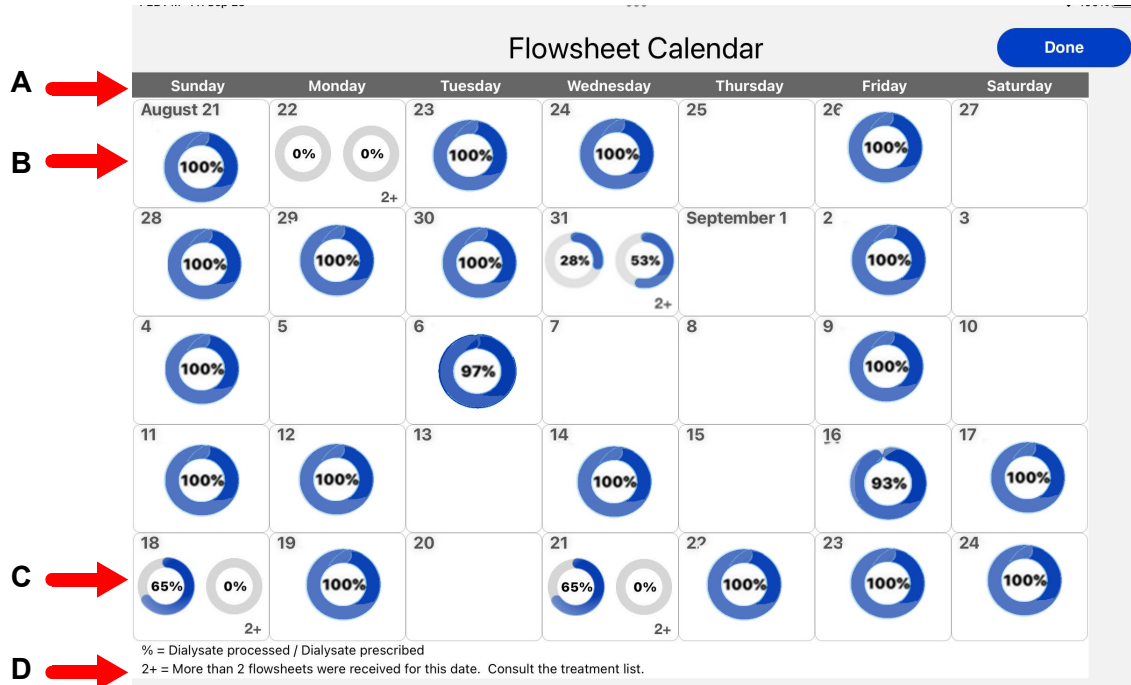 Flowsheet Calendar
Done
A
Sunday Monday Tuesday Wednesday Thursday Friday Saturday
August 21 22 23 24 25 26 27
B
100% 0% 0% 100% 100% 100%
2+
28 29 30 31 September 1 2 3
100% 100% 100% 28% 53% 100%
2+
4 5 6 7 8 9 10
100% 97% 100%
11 12 13 14 15 16 17
100% 100% 100% 93% 100%
18 19 20 21 22 23 24
C
65% 0% 100% 65% 0% 100% 100% 100%
2+ 2+
% = Dialysate processed / Dialysate prescribed
D
2+ = More than 2 flowsheets were received for this date. Consult the treatment list.